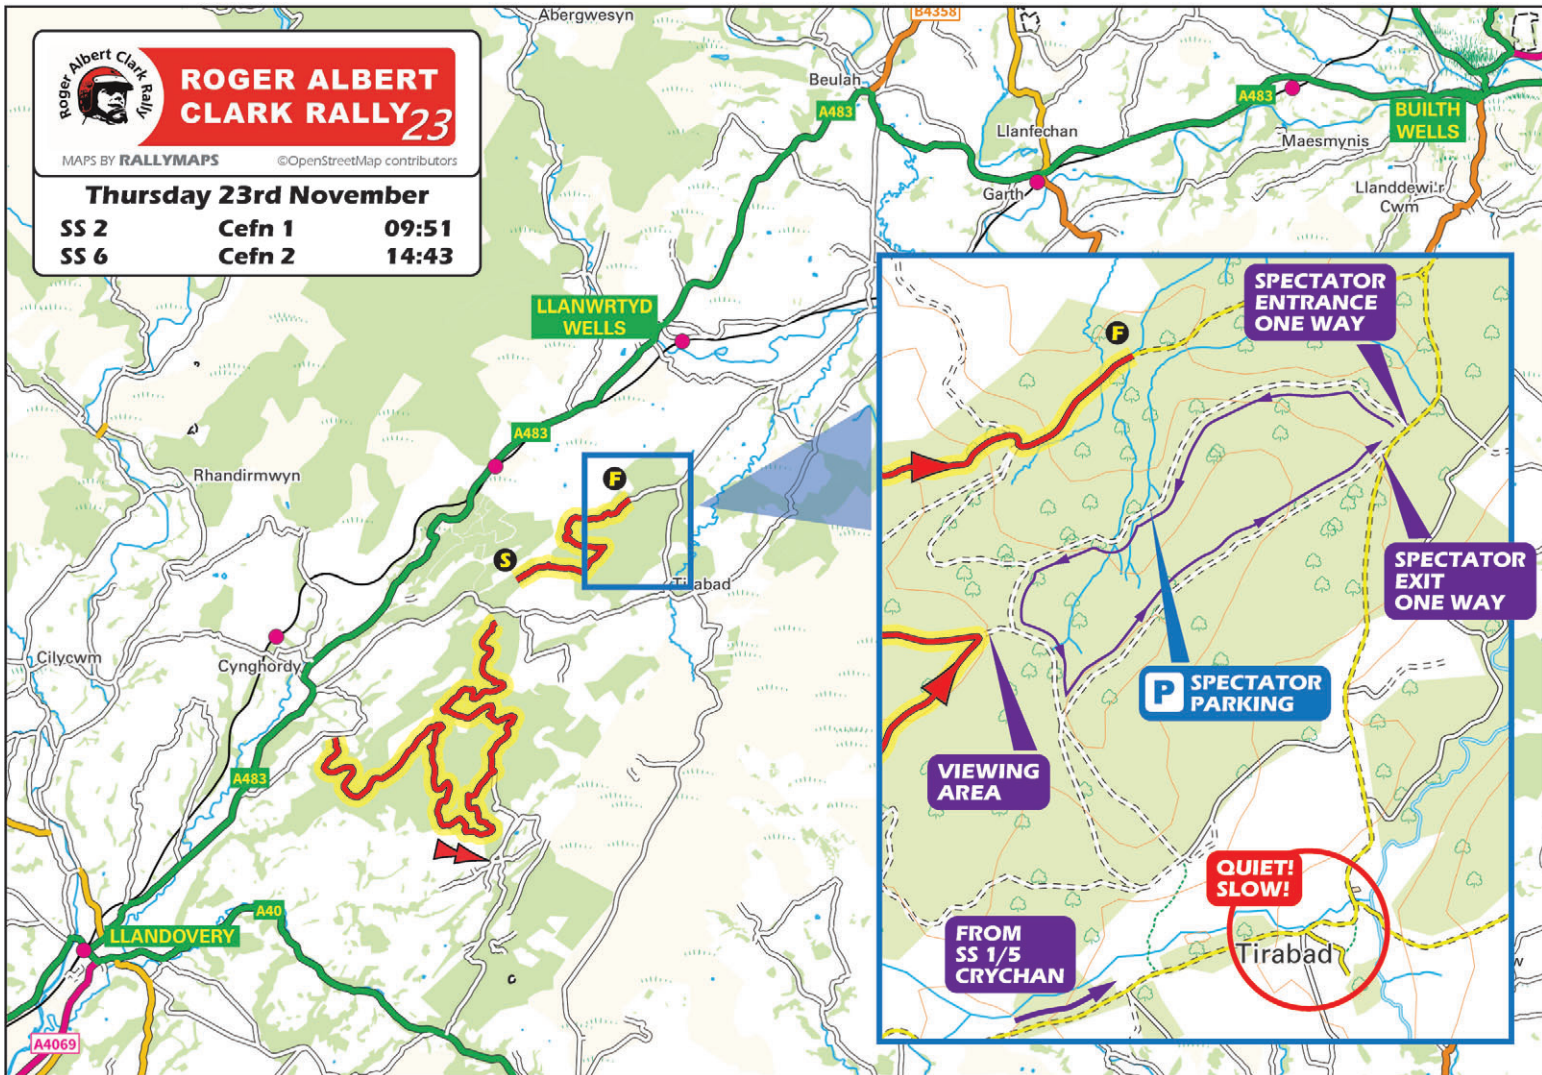 Roger Albert Clark Rally
ROGER ALBERT
CLARK RALLY 23
MAPS BY RALLYMAPS
©OpenStreetMap contributors
Thursday 23rd November
SS 2 Cefn 1 09:51
SS 6 Cefn 2 14:43
Abergwesyn
B4358
Beulah
A483
A483
BUILTH
WELLS
Llanfechan
Maesmynis
Garth
Llanddewi'r
Cwm
LLANWRTYD
WELLS
A483
Rhandirmwyn
F
S
Tirabad
Cilycwm
Cynghordy
A483
A40
LLANDOVERY
A4069
SPECTATOR
ENTRANCE
ONE WAY
F
SPECTATOR
EXIT
ONE WAY
P SPECTATOR
PARKING
VIEWING
AREA
QUIET!
SLOW!
FROM
SS 1/5
CRYCHAN
Tirabad